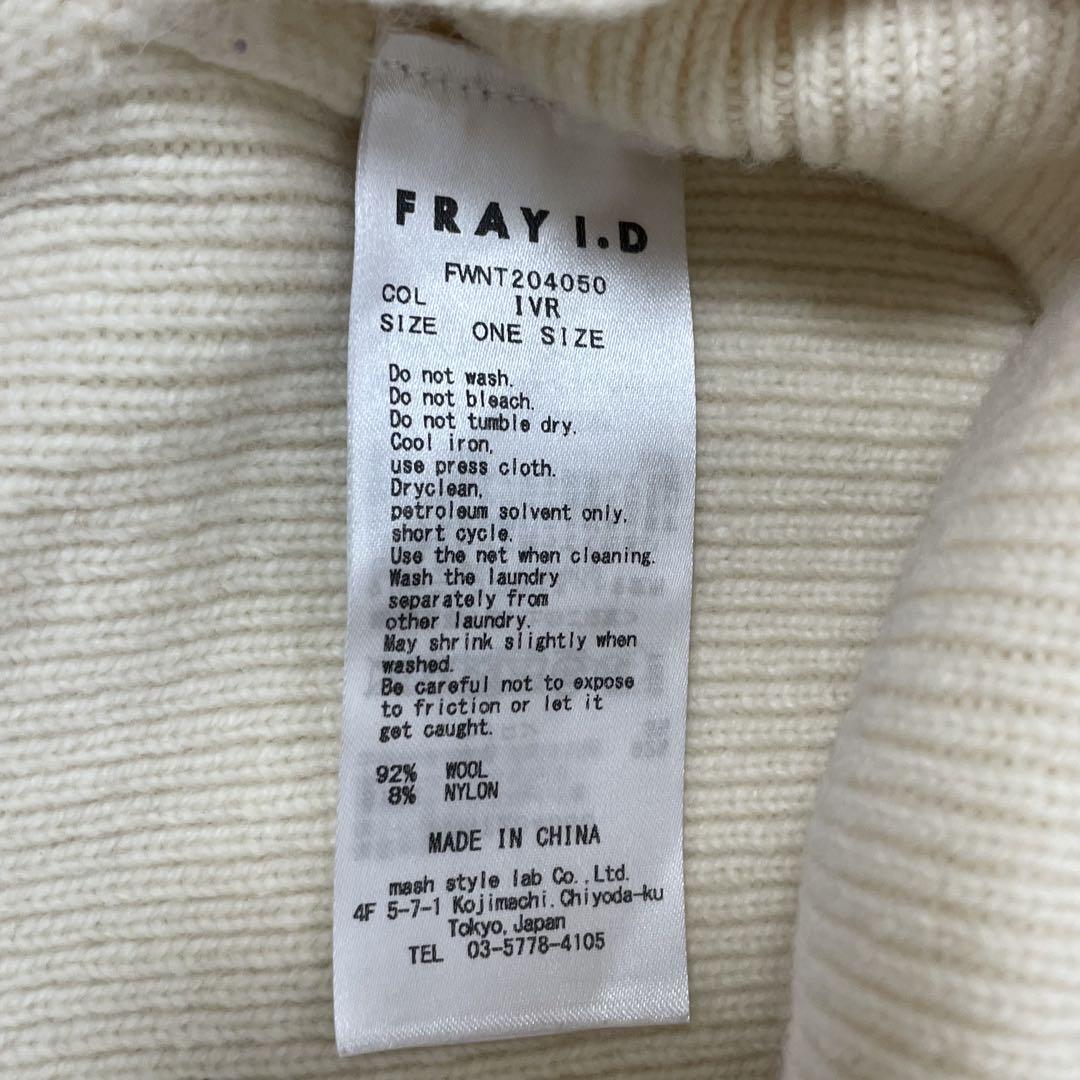 FRAY I.D
FWNT204050
COL IVR
SIZE ONE SIZE
Do not wash.
Do not bleach.
Do not tumble dry.
Cool iron,
use press cloth.
Dryclean,
petroleum solvent only,
short cycle.
Use the net when cleaning.
Wash the laundry
separately from
other laundry.
May shrink slightly when
washed.
Be careful not to expose
to friction or let it
get caught.
92% WOOL
8% NYLON
MADE IN CHINA
mash style lab Co.,Ltd.
4F 5-7-1 Kojimachi.Chiyoda-ku
Tokyo,Japan
TEL 03-5778-4105